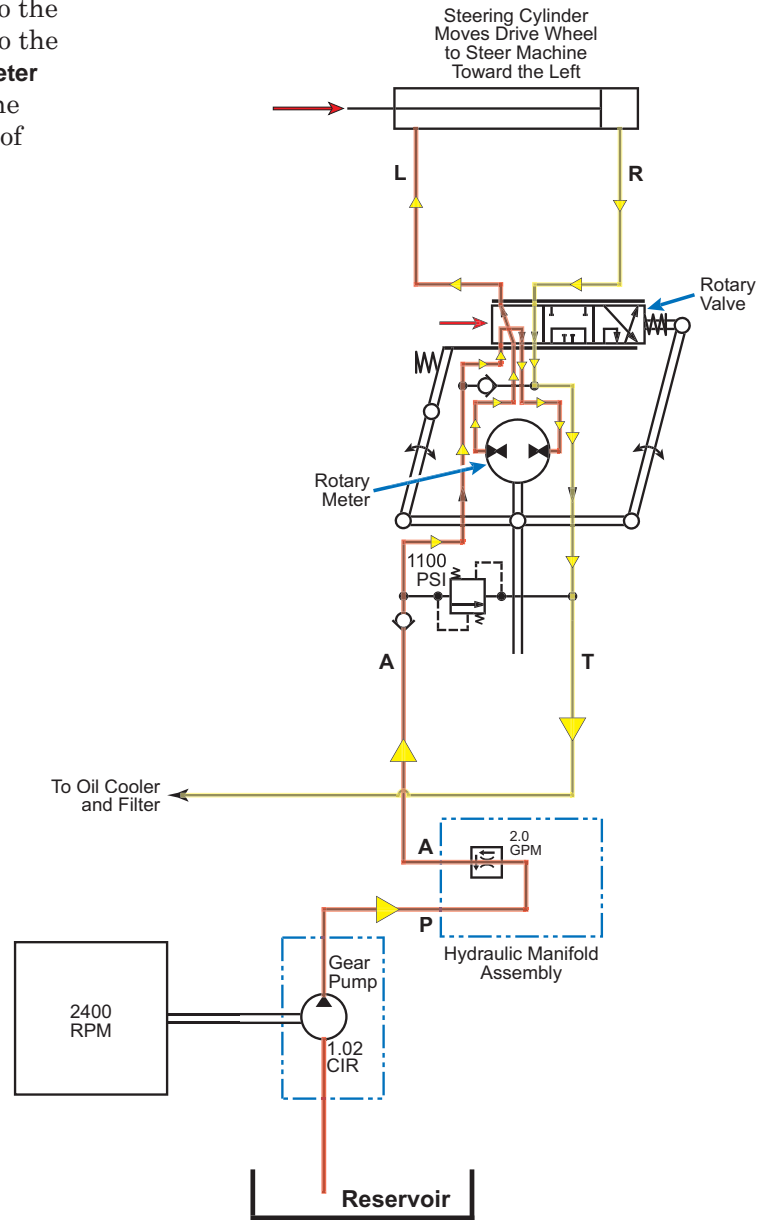 o the
o the
eter
ne
of
Steering Cylinder
Moves Drive Wheel
to Steer Machine
Toward the Left
L
R
Rotary
Valve
Rotary
Meter
1100
PSI
A
T
To Oil Cooler
and Filter
A
2.0
GPM
P
Hydraulic Manifold
Assembly
Gear
Pump
2400
RPM
1.02
CIR
Reservoir